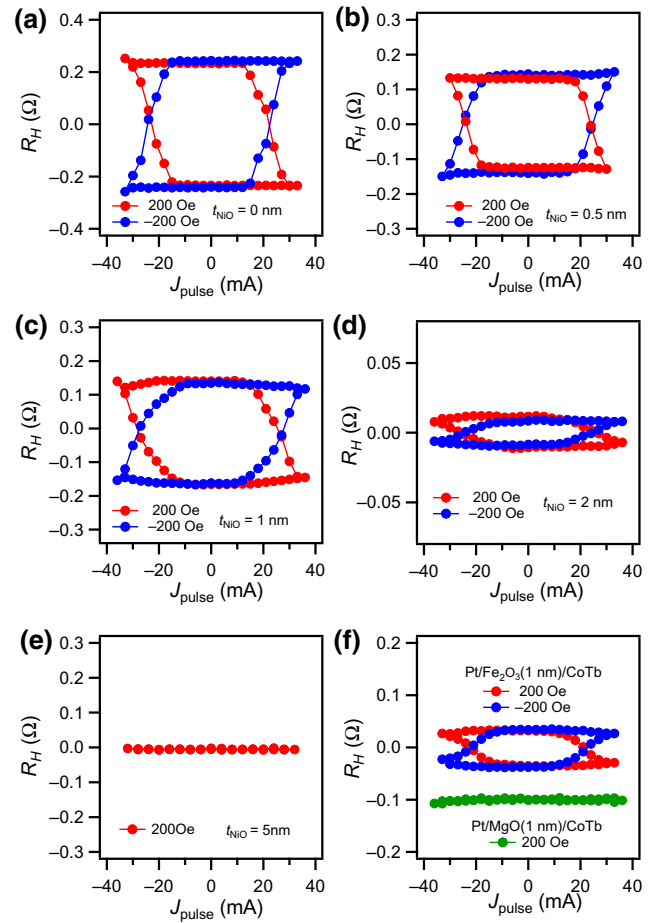 (a)
0.4
0.2
0.0
−0.2
−0.4
R_H (Ω)
200 Oe
−200 Oe
t_NiO = 0 nm
−40 −20 0 20 40
J_pulse (mA)
(b)
0.3
0.2
0.1
0.0
−0.1
−0.2
−0.3
R_H (Ω)
200 Oe
−200 Oe
t_NiO = 0.5 nm
−40 −20 0 20 40
J_pulse (mA)
(c)
0.3
0.2
0.1
0.0
−0.1
−0.2
−0.3
R_H (Ω)
200 Oe
−200 Oe
t_NiO = 1 nm
−40 −20 0 20 40
J_pulse (mA)
(d)
0.05
0.00
−0.05
R_H (Ω)
200 Oe
−200 Oe
t_NiO = 2 nm
−40 −20 0 20 40
J_pulse (mA)
(e)
0.3
0.2
0.1
0.0
−0.1
−0.2
−0.3
R_H (Ω)
200Oe
t_NiO = 5nm
−40 −20 0 20 40
J_pulse (mA)
(f)
0.2
0.1
0.0
−0.1
−0.2
R_H (Ω)
Pt/Fe₂O₃(1 nm)/CoTb
200 Oe
−200 Oe
Pt/MgO(1 nm)/CoTb
200 Oe
−40 −20 0 20 40
J_pulse (mA)